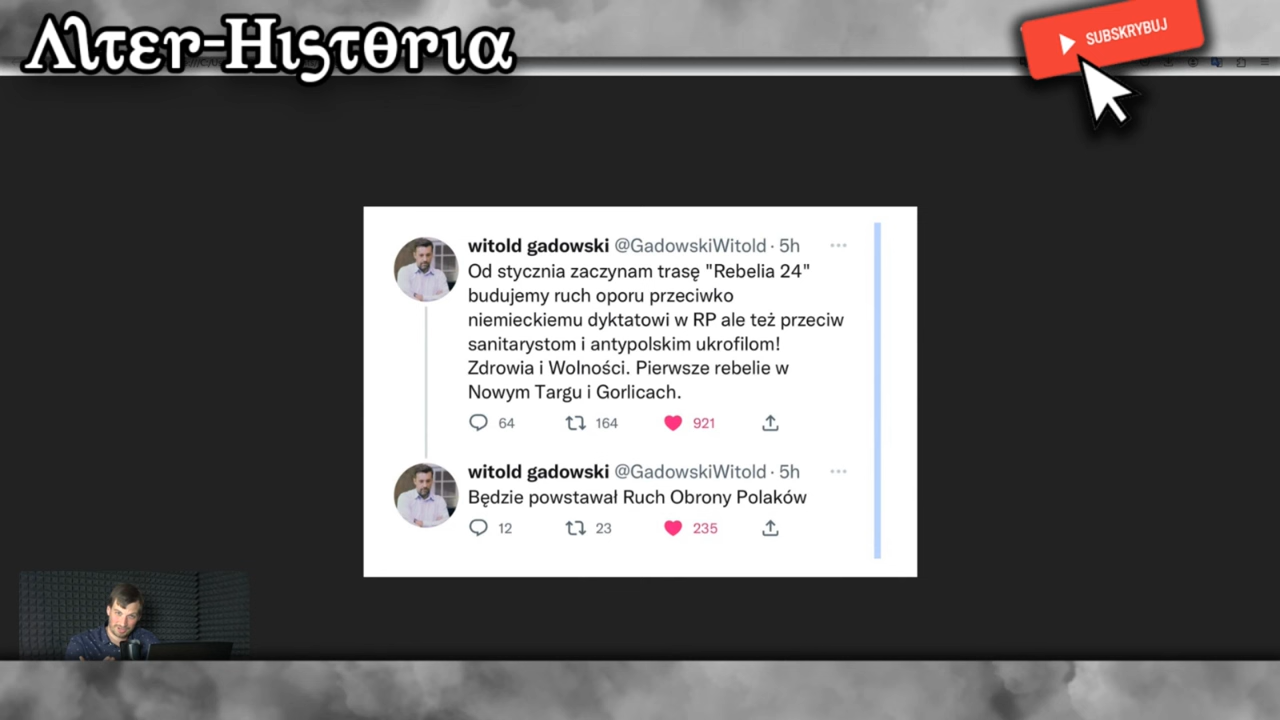 Alter-Historia
SUBSKRYBUJ
witold gadowski @GadowskiWitold · 5h
Od stycznia zaczynam trasę "Rebelia 24"
budujemy ruch oporu przeciwko
niemieckiemu dyktatowi w RP ale też przeciw
sanitarystom i antypolskim ukrofilom!
Zdrowia i Wolności. Pierwsze rebelie w
Nowym Targu i Gorlicach.
64 164 921
witold gadowski @GadowskiWitold · 5h
Będzie powstawał Ruch Obrony Polaków
12 23 235